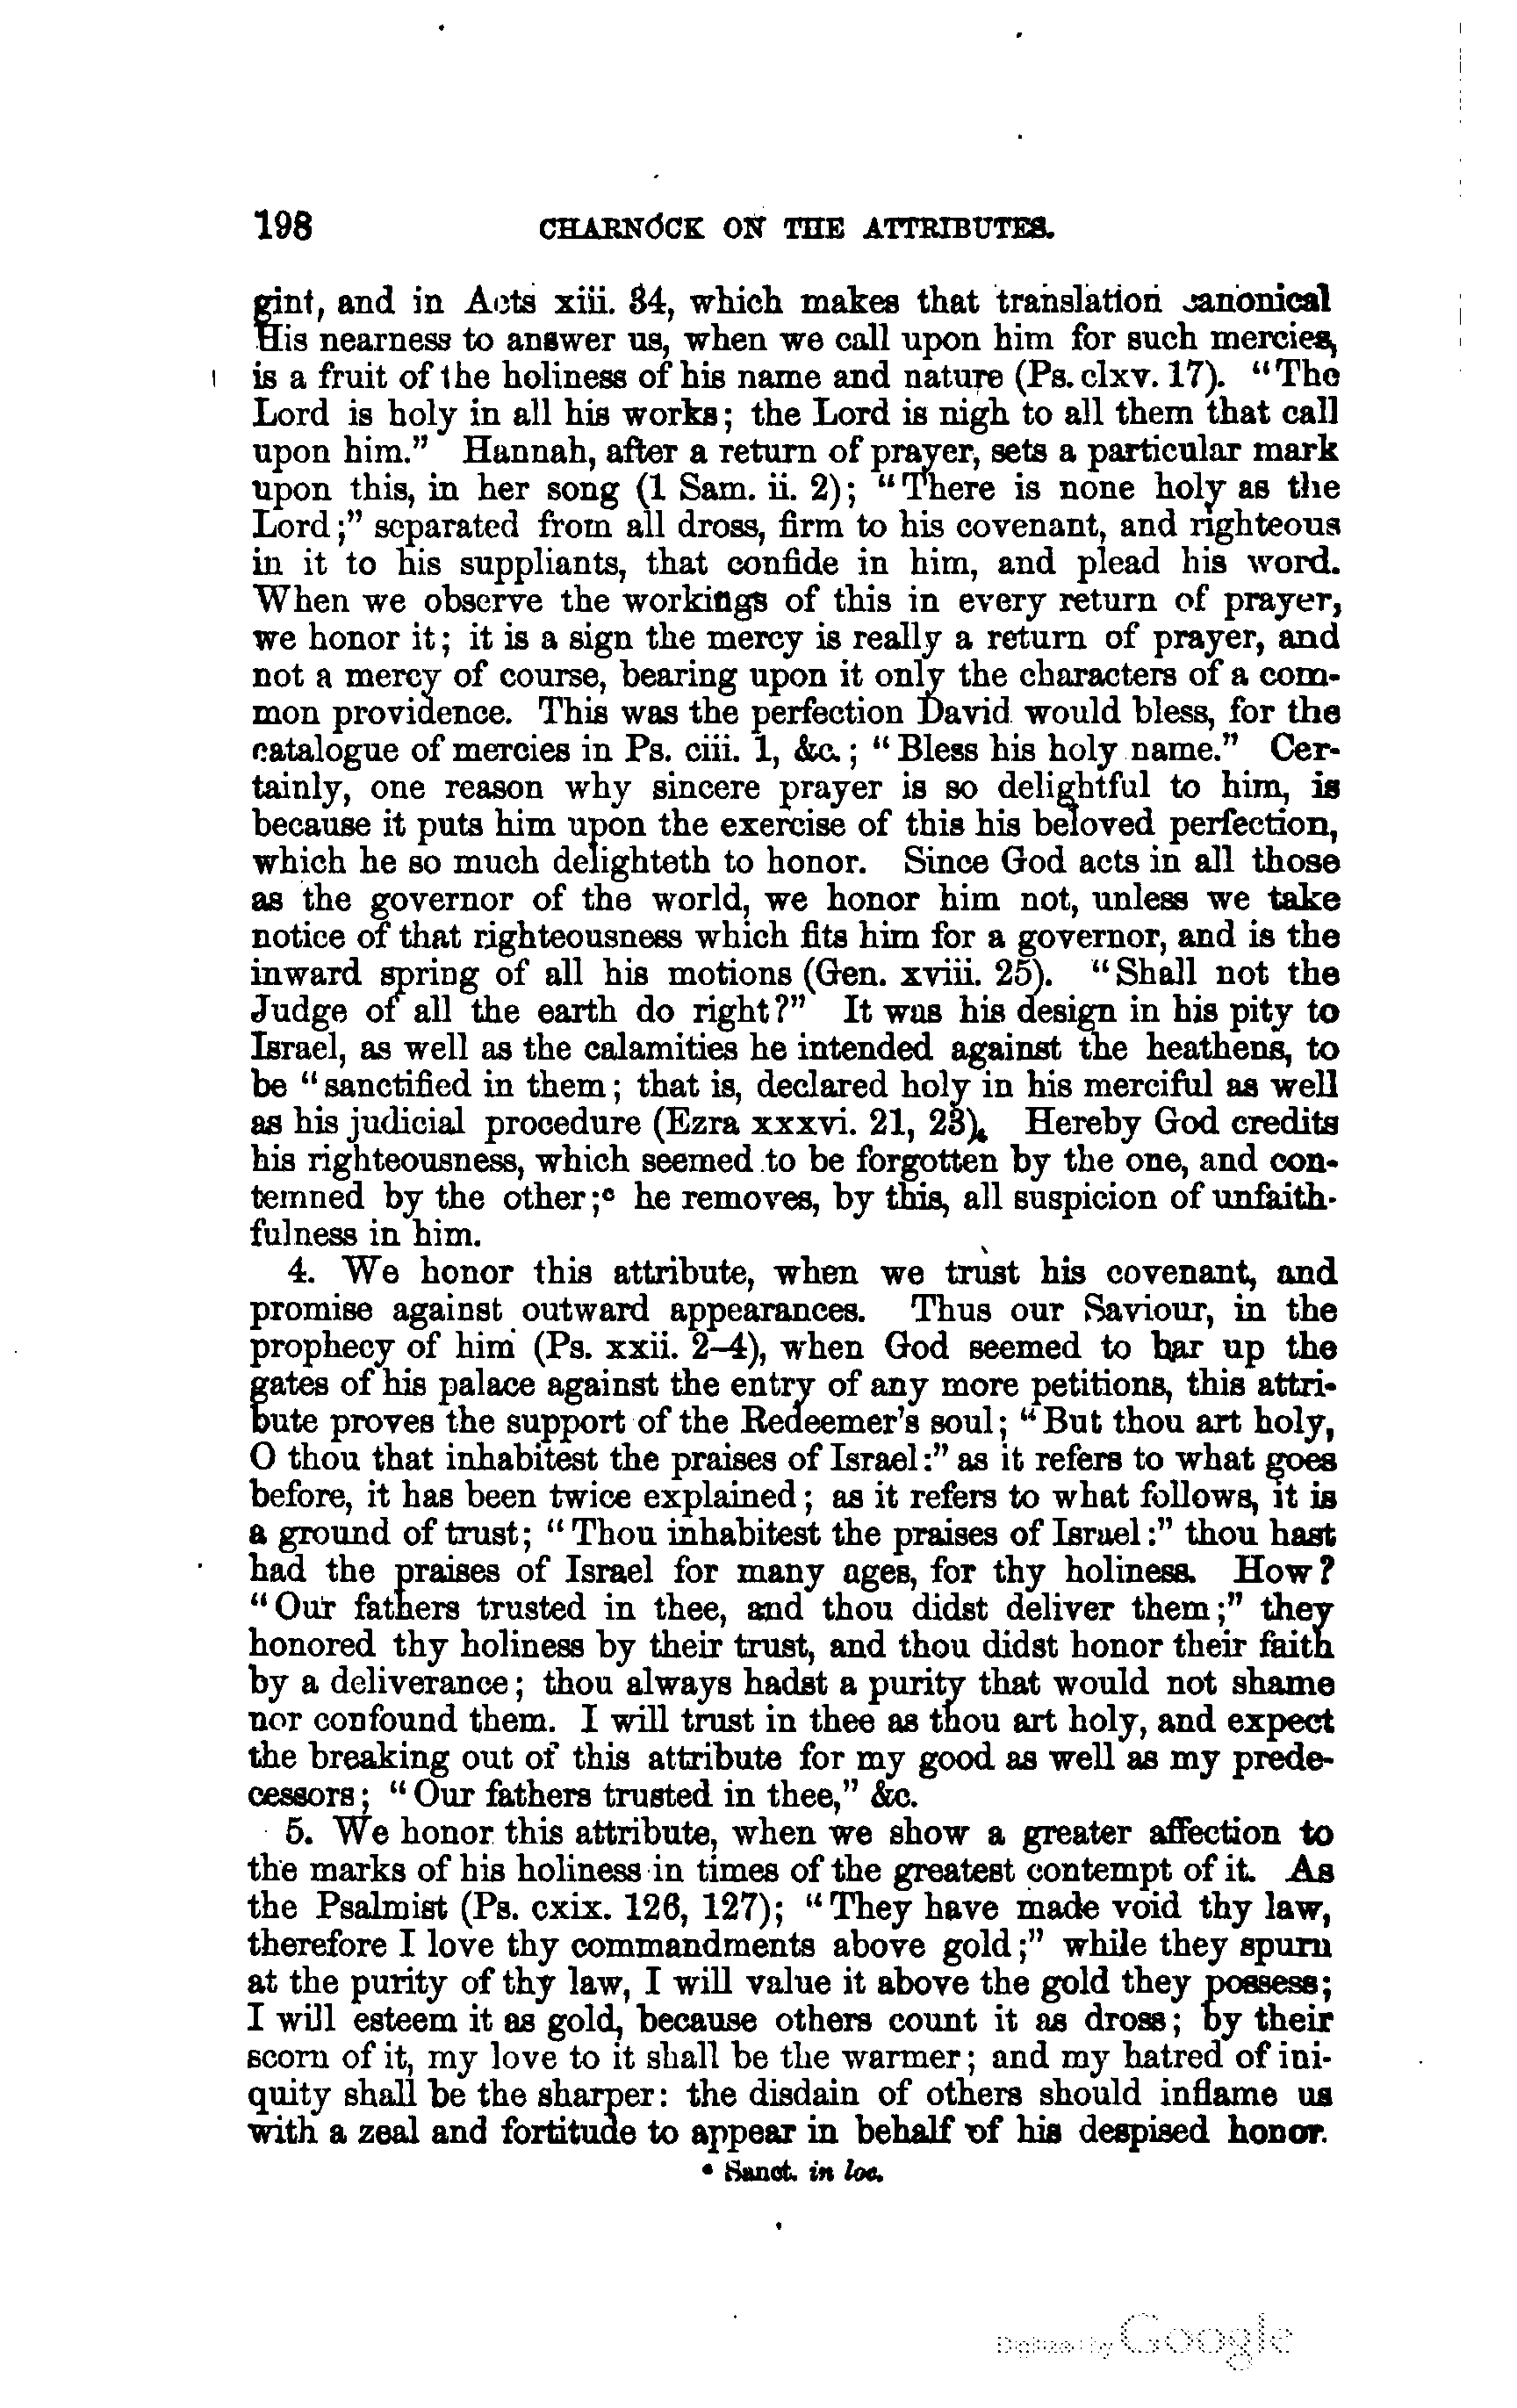 198 CHARNOCK ON THE ATTRIBUTES.
gint, and in Acts xiii. 34, which makes that translation canonical
His nearness to answer us, when we call upon him for such mercies,
is a fruit of the holiness of his name and nature (Ps. clxv. 17). "The
Lord is holy in all his works; the Lord is nigh to all them that call
upon him." Hannah, after a return of prayer, sets a particular mark
upon this, in her song (1 Sam. ii. 2); "There is none holy as the
Lord;" separated from all dross, firm to his covenant, and righteous
in it to his suppliants, that confide in him, and plead his word.
When we observe the workings of this in every return of prayer,
we honor it; it is a sign the mercy is really a return of prayer, and
not a mercy of course, bearing upon it only the characters of a com-
mon providence. This was the perfection David would bless, for the
catalogue of mercies in Ps. ciii. 1, &c.; "Bless his holy name." Cer-
tainly, one reason why sincere prayer is so delightful to him, is
because it puts him upon the exercise of this his beloved perfection,
which he so much delighteth to honor. Since God acts in all those
as the governor of the world, we honor him not, unless we take
notice of that righteousness which fits him for a governor, and is the
inward spring of all his motions (Gen. xviii. 25). "Shall not the
Judge of all the earth do right?" It was his design in his pity to
Israel, as well as the calamities he intended against the heathens, to
be "sanctified in them; that is, declared holy in his merciful as well
as his judicial procedure (Ezra xxxvi. 21, 23). Hereby God credits
his righteousness, which seemed to be forgotten by the one, and con-
temned by the other;c he removes, by this, all suspicion of unfaith-
fulness in him.
4. We honor this attribute, when we trust his covenant, and
promise against outward appearances. Thus our Saviour, in the
prophecy of him (Ps. xxii. 2–4), when God seemed to bar up the
gates of his palace against the entry of any more petitions, this attri-
bute proves the support of the Redeemer's soul; "But thou art holy,
O thou that inhabitest the praises of Israel:" as it refers to what goes
before, it has been twice explained; as it refers to what follows, it is
a ground of trust; "Thou inhabitest the praises of Israel:" thou hast
had the praises of Israel for many ages, for thy holiness. How?
"Our fathers trusted in thee, and thou didst deliver them;" they
honored thy holiness by their trust, and thou didst honor their faith
by a deliverance; thou always hadst a purity that would not shame
nor confound them. I will trust in thee as thou art holy, and expect
the breaking out of this attribute for my good as well as my prede-
cessors; "Our fathers trusted in thee," &c.
5. We honor this attribute, when we show a greater affection to
the marks of his holiness in times of the greatest contempt of it. As
the Psalmist (Ps. cxix. 126, 127); "They have made void thy law,
therefore I love thy commandments above gold;" while they spurn
at the purity of thy law, I will value it above the gold they possess;
I will esteem it as gold, because others count it as dross; by their
scorn of it, my love to it shall be the warmer; and my hatred of ini-
quity shall be the sharper: the disdain of others should inflame us
with a zeal and fortitude to appear in behalf of his despised honor.
c Sanct. in loc.
Digitized by Google